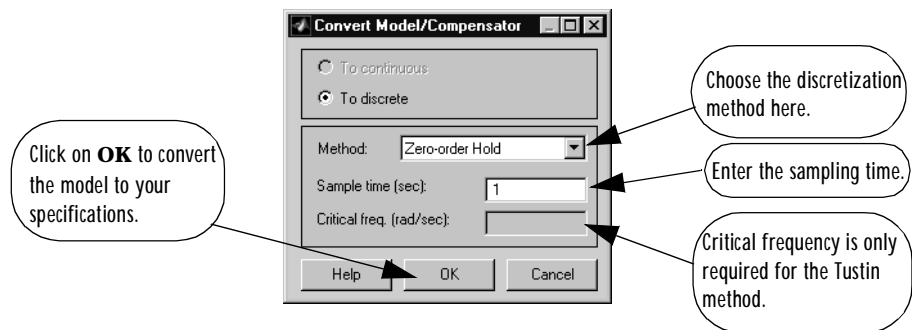 Convert Model/Compensator
To continuous
To discrete
Method: Zero-order Hold
Sample time (sec): 1
Critical freq. (rad/sec):
Help OK Cancel
Click on OK to convert
the model to your
specifications.
Choose the discretization
method here.
Enter the sampling time.
Critical frequency is only
required for the Tustin
method.